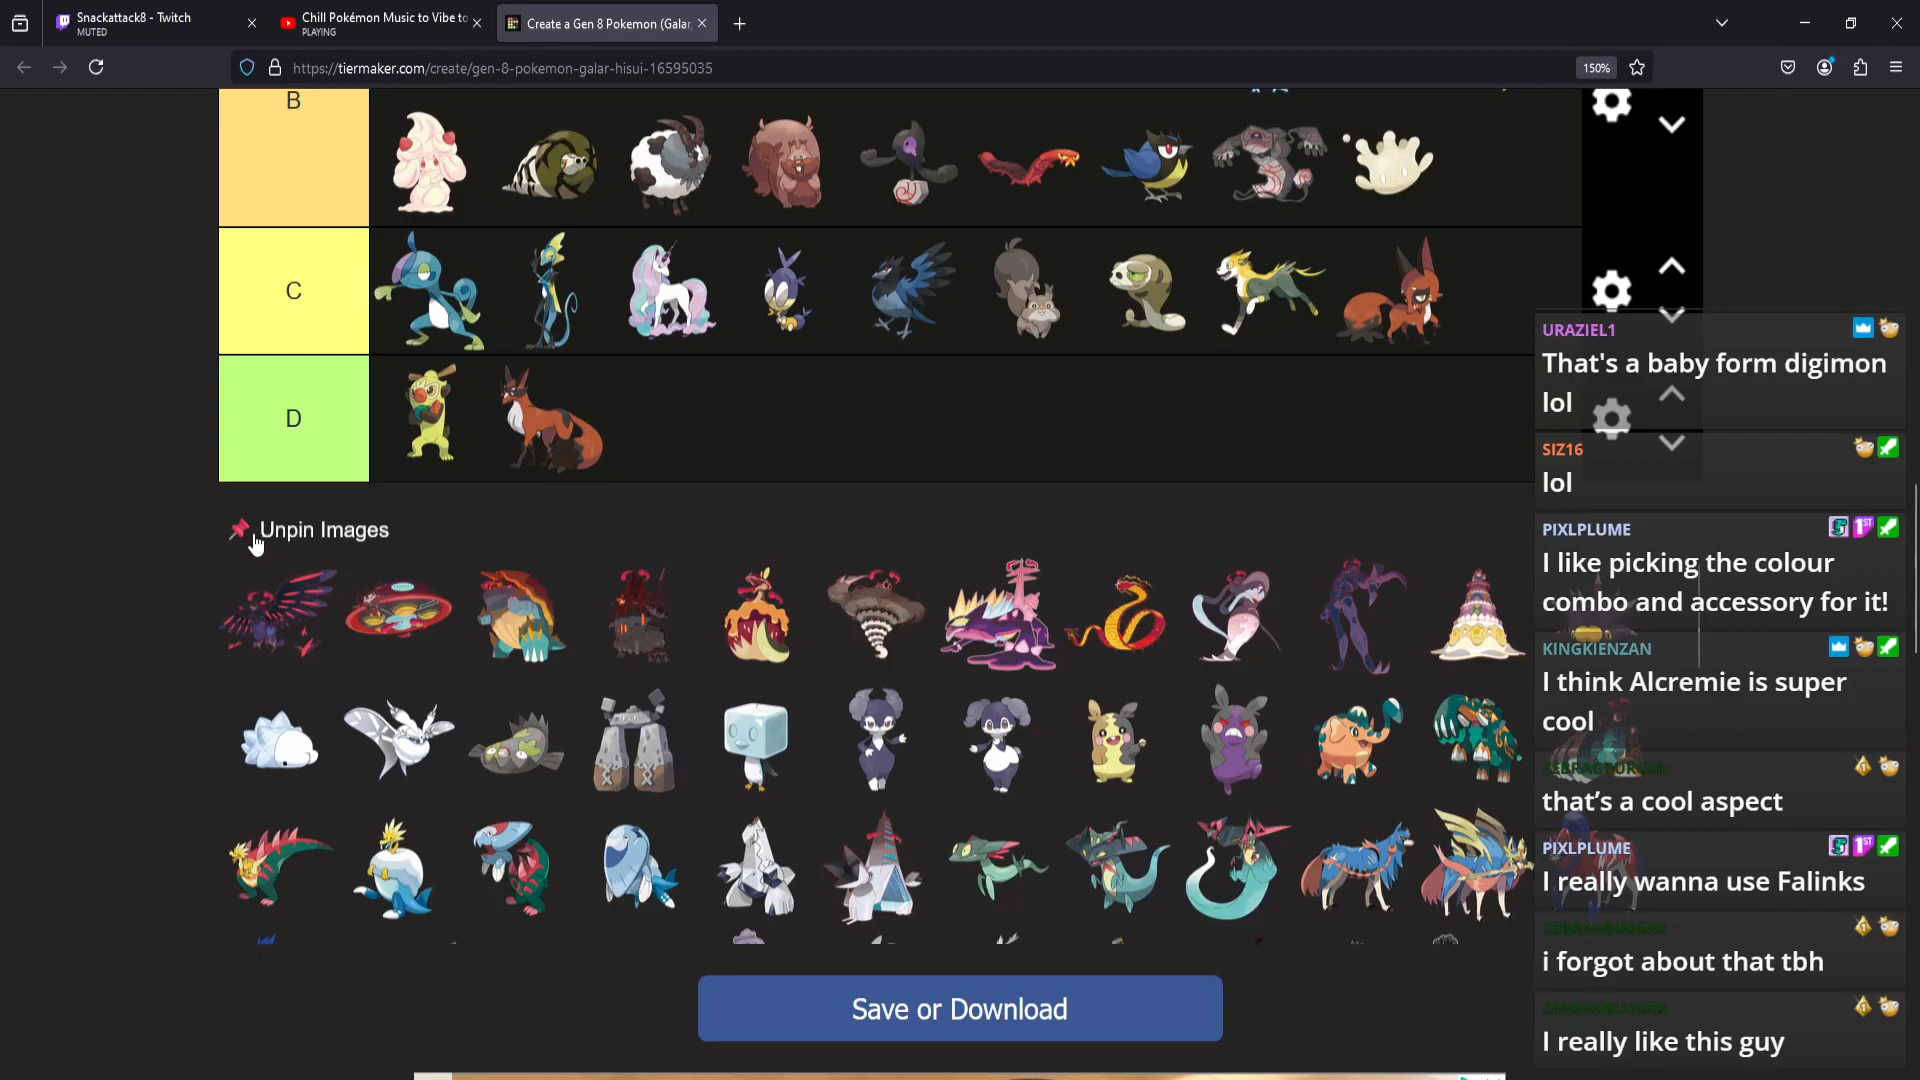 Snackattack8 - Twitch
MUTED
Chill Pokémon Music to Vibe to
PLAYING
Create a Gen 8 Pokemon (Galar,
https://tiermaker.com/create/gen-8-pokemon-galar-hisui-16595035
150%
B
C
D
Unpin Images
Save or Download
URAZIEL1
That's a baby form digimon
lol
SIZ16
lol
PIXLPLUME
1ST
I like picking the colour
combo and accessory for it!
KINGKIENZAN
I think Alcremie is super
cool
that's a cool aspect
PIXLPLUME
1ST
I really wanna use Falinks
i forgot about that tbh
I really like this guy